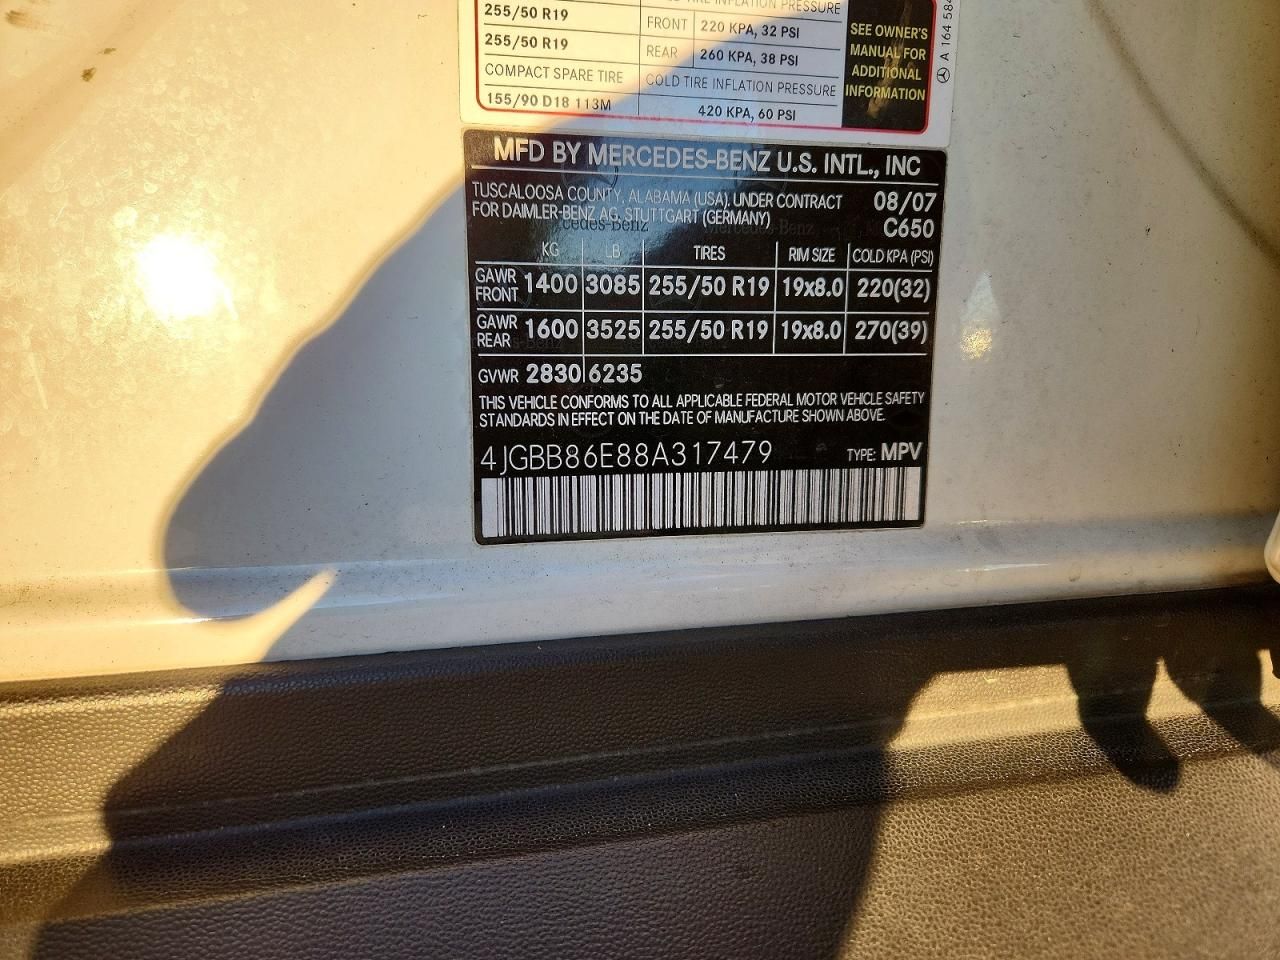 255/50 R19
FRONT 220 KPA, 32 PSI
255/50 R19
REAR 260 KPA, 38 PSI
COMPACT SPARE TIRE COLD TIRE INFLATION PRESSURE
155/90 D18 113M 420 KPA, 60 PSI
SEE OWNER'S
MANUAL FOR
ADDITIONAL
INFORMATION
A 164 584
MFD BY MERCEDES-BENZ U.S. INTL., INC
TUSCALOOSA COUNTY, ALABAMA (USA), UNDER CONTRACT 08/07
FOR DAIMLER-BENZ AG, STUTTGART (GERMANY) C650
KG LB TIRES RIM SIZE COLD KPA (PSI)
GAWR FRONT 1400 3085 255/50 R19 19x8.0 220(32)
GAWR REAR 1600 3525 255/50 R19 19x8.0 270(39)
GVWR 2830 6235
THIS VEHICLE CONFORMS TO ALL APPLICABLE FEDERAL MOTOR VEHICLE SAFETY
STANDARDS IN EFFECT ON THE DATE OF MANUFACTURE SHOWN ABOVE.
4JGBB86E88A317479 TYPE: MPV